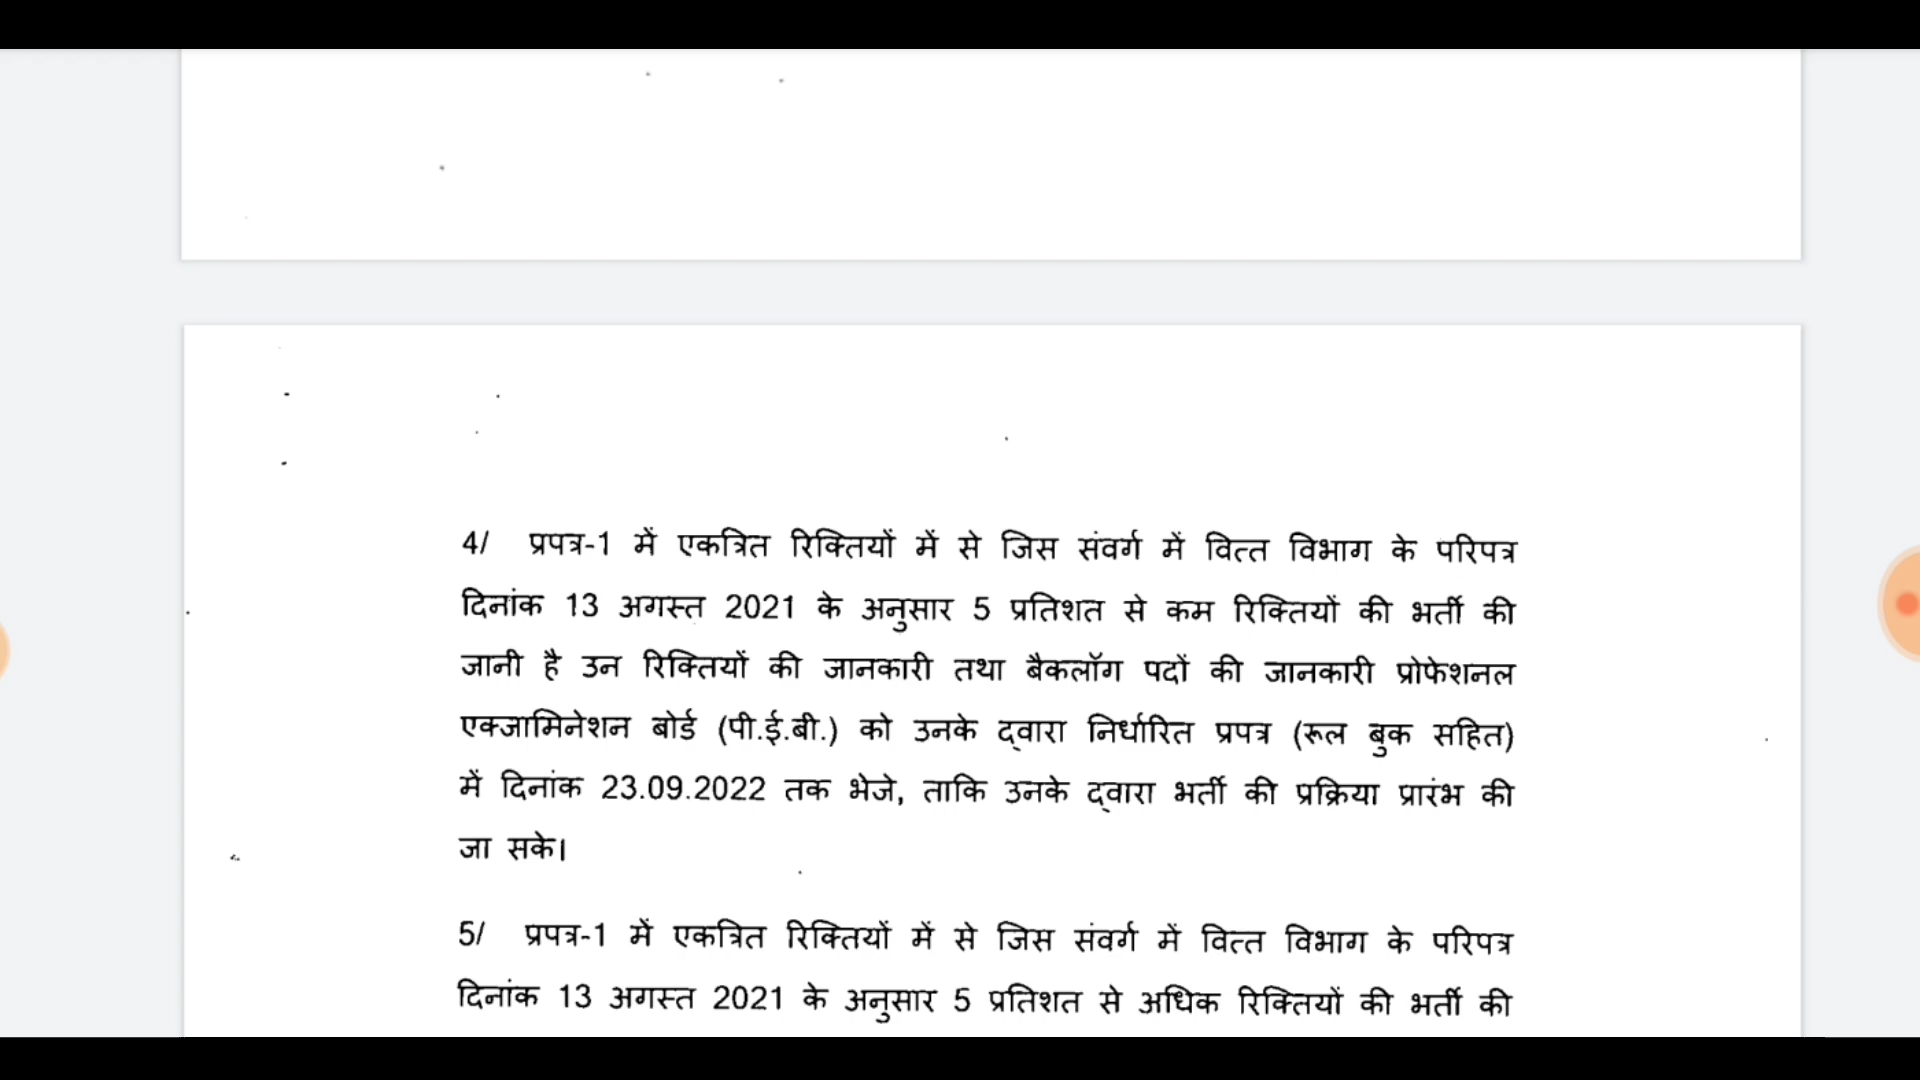 4/ प्रपत्र-1 में एकत्रित रिक्तियों में से जिस संवर्ग में वित्त विभाग के परिपत्र
दिनांक 13 अगस्त 2021 के अनुसार 5 प्रतिशत से कम रिक्तियों की भर्ती की
जानी है उन रिक्तियों की जानकारी तथा बैकलॉग पदों की जानकारी प्रोफेशनल
एक्जामिनेशन बोर्ड (पी.ई.बी.) को उनके द्वारा निर्धारित प्रपत्र (रूल बुक सहित)
में दिनांक 23.09.2022 तक भेजे, ताकि उनके द्वारा भर्ती की प्रक्रिया प्रारंभ की
जा सके।
5/ प्रपत्र-1 में एकत्रित रिक्तियों में से जिस संवर्ग में वित्त विभाग के परिपत्र
दिनांक 13 अगस्त 2021 के अनुसार 5 प्रतिशत से अधिक रिक्तियों की भर्ती की